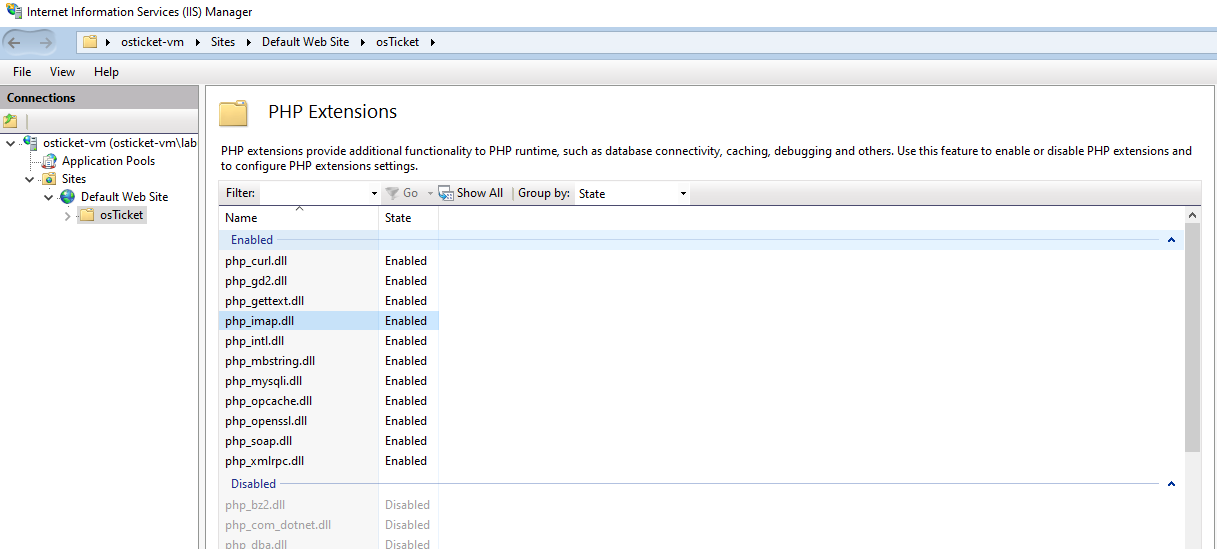 Internet Information Services (IIS) Manager
osticket-vm Sites Default Web Site osTicket
File View Help
Connections
osticket-vm (osticket-vm\lab
Application Pools
Sites
Default Web Site
osTicket
PHP Extensions
PHP extensions provide additional functionality to PHP runtime, such as database connectivity, caching, debugging and others. Use this feature to enable or disable PHP extensions and
to configure PHP extensions settings.
Filter: Go Show All Group by: State
Name State
Enabled
php_curl.dll Enabled
php_gd2.dll Enabled
php_gettext.dll Enabled
php_imap.dll Enabled
php_intl.dll Enabled
php_mbstring.dll Enabled
php_mysqli.dll Enabled
php_opcache.dll Enabled
php_openssl.dll Enabled
php_soap.dll Enabled
php_xmlrpc.dll Enabled
Disabled
php_bz2.dll Disabled
php_com_dotnet.dll Disabled
php_dba.dll Disabled